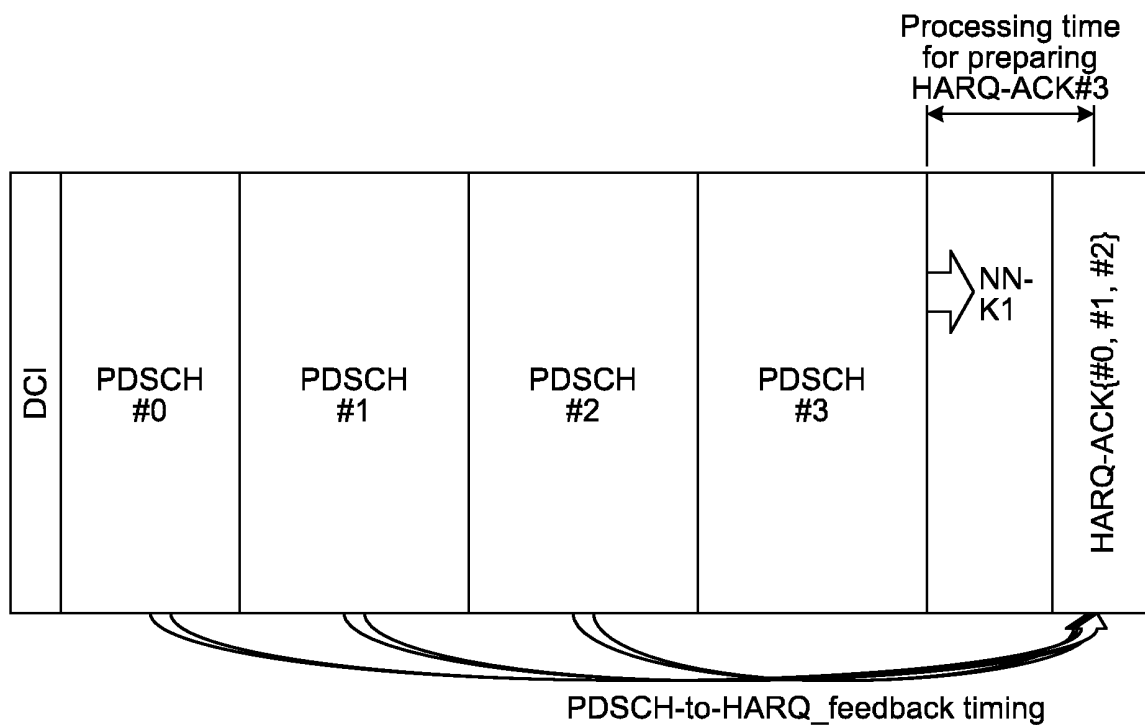 Processing time
for preparing
HARQ-ACK#3
DCI
PDSCH
#0
PDSCH
#1
PDSCH
#2
PDSCH
#3
NN-
K1
HARQ-ACK{#0, #1, #2}
PDSCH-to-HARQ_feedback timing